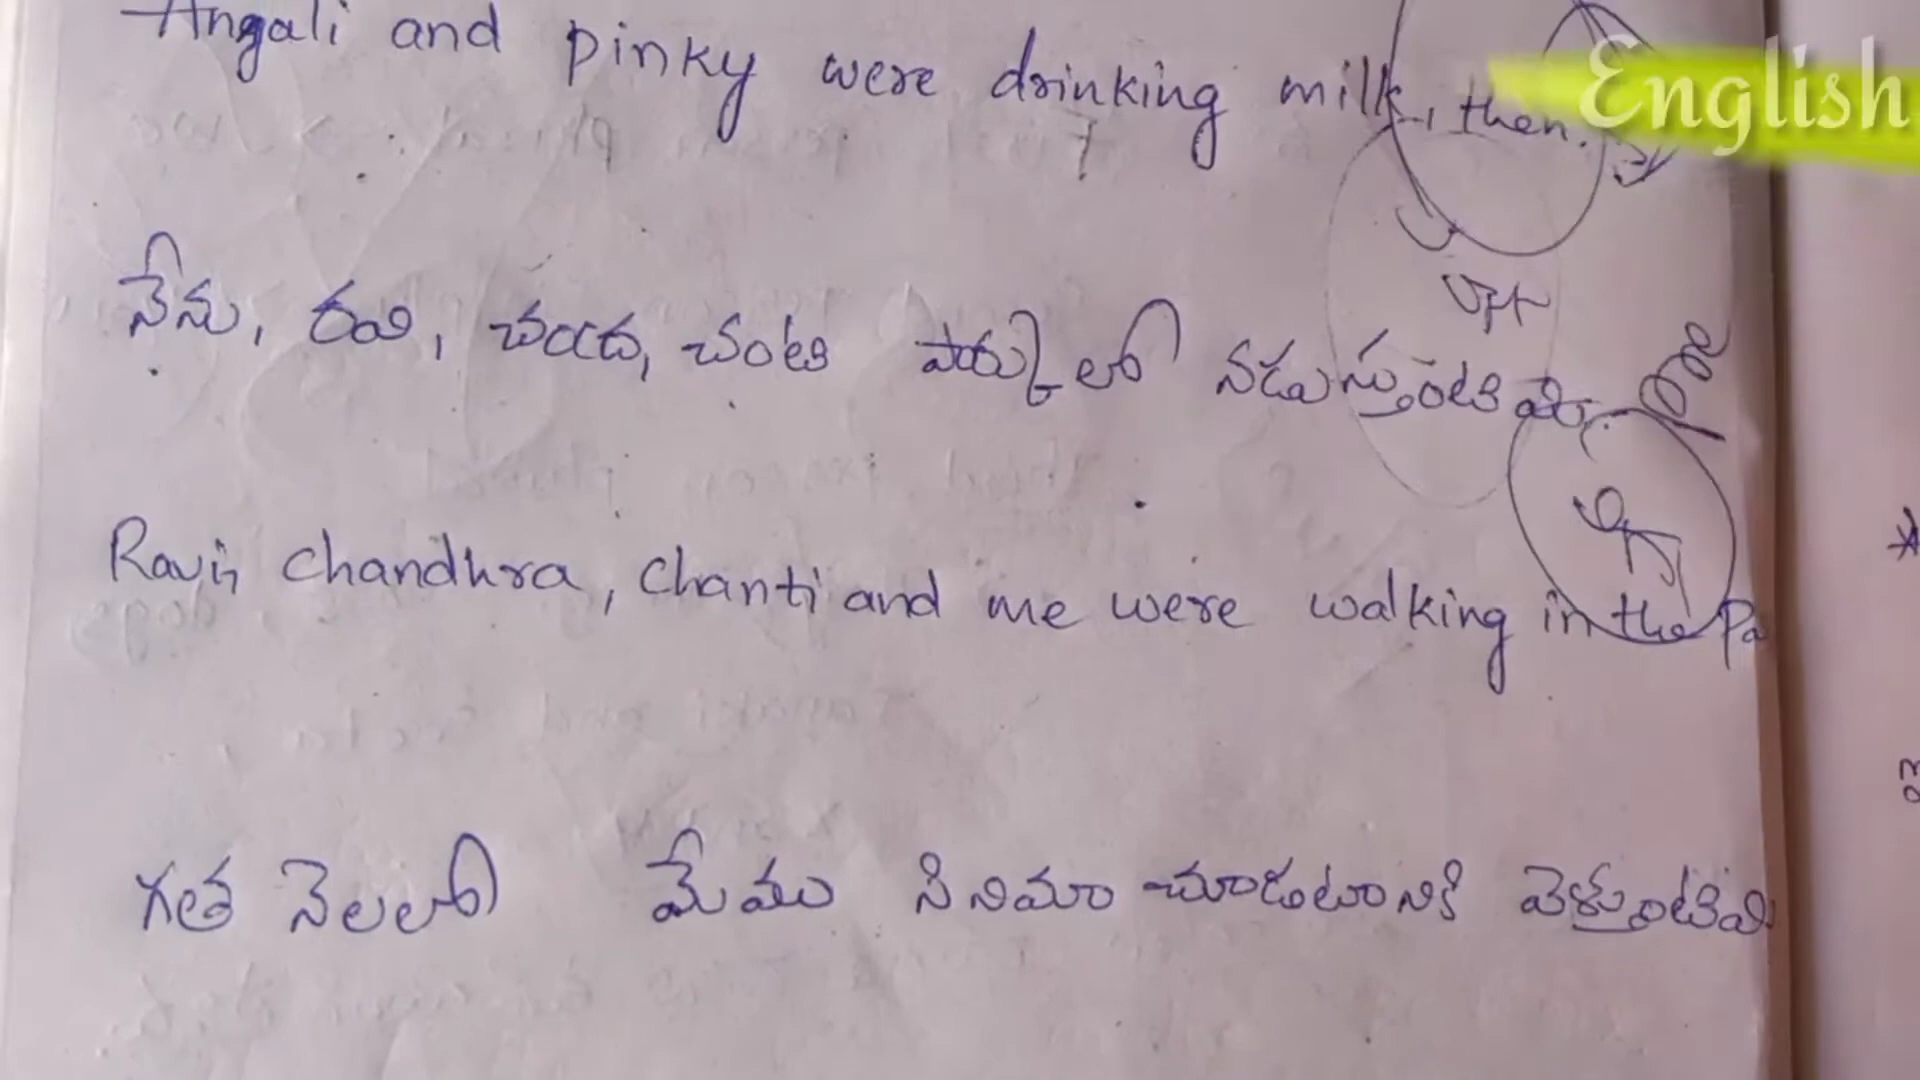 Angali and pinky were drinking milk, then. English
నేను, రవి, చంద్ర, చంటి పార్క్ లో నడుస్తుంటిమి.
Ravi, Chandhra, Chanti and me were walking in the Pa
గత నెలలో మేము సినిమా చూడటానికి వెళ్తుంటిమి